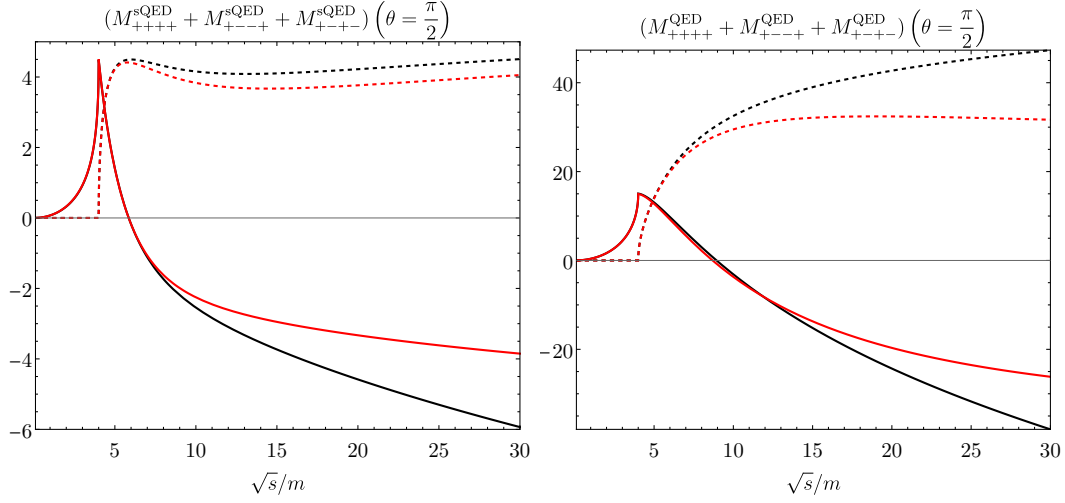 (M^{sQED}_{++++} + M^{sQED}_{+--+} + M^{sQED}_{+-+-}) (θ = π/2)
4
2
0
−2
−4
−6
5 10 15 20 25 30
√s/m
(M^{QED}_{++++} + M^{QED}_{+--+} + M^{QED}_{+-+-}) (θ = π/2)
40
20
0
−20
5 10 15 20 25 30
√s/m